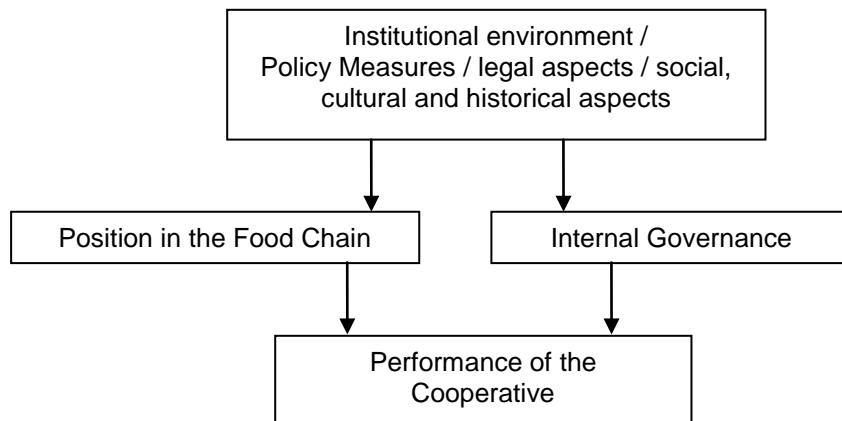 Institutional environment /
Policy Measures / legal aspects / social,
cultural and historical aspects
Position in the Food Chain
Internal Governance
Performance of the
Cooperative